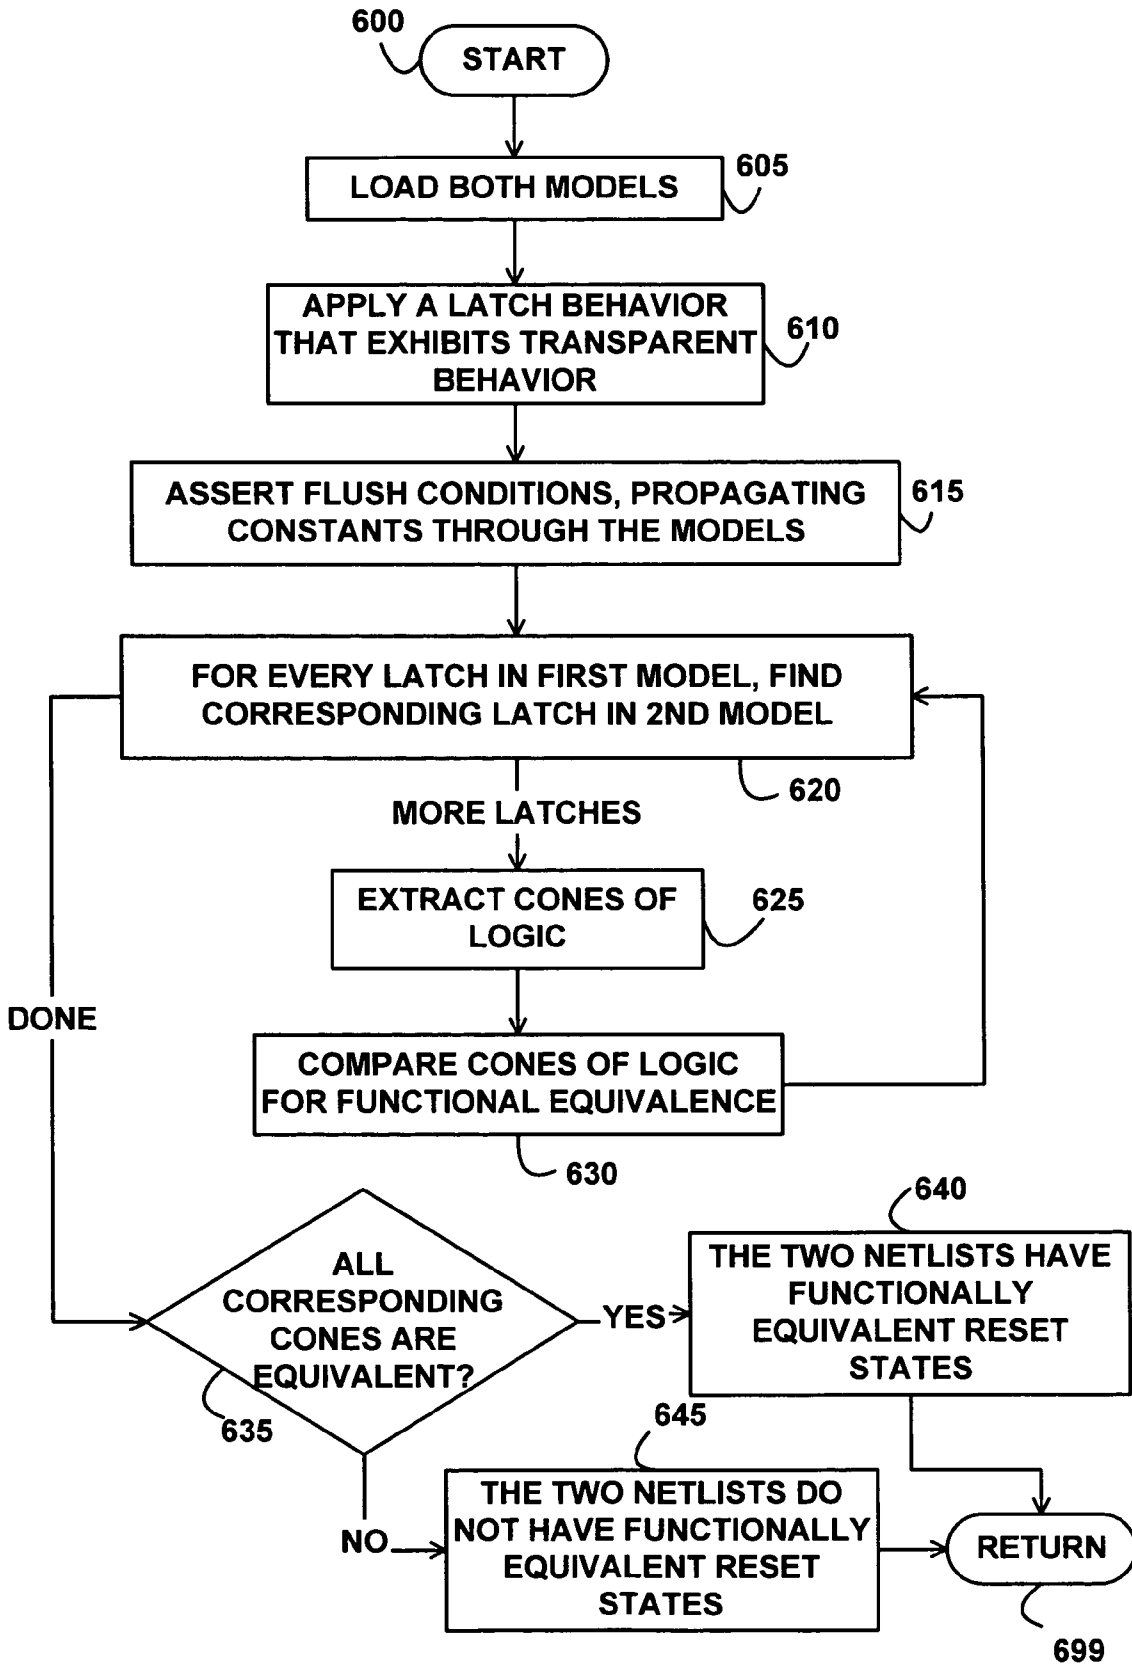 600
START
605
LOAD BOTH MODELS
APPLY A LATCH BEHAVIOR
THAT EXHIBITS TRANSPARENT
BEHAVIOR
610
ASSERT FLUSH CONDITIONS, PROPAGATING
CONSTANTS THROUGH THE MODELS
615
FOR EVERY LATCH IN FIRST MODEL, FIND
CORRESPONDING LATCH IN 2ND MODEL
620
MORE LATCHES
EXTRACT CONES OF
LOGIC
625
DONE
COMPARE CONES OF LOGIC
FOR FUNCTIONAL EQUIVALENCE
630
ALL
CORRESPONDING
CONES ARE
EQUIVALENT?
635
YES
640
THE TWO NETLISTS HAVE
FUNCTIONALLY
EQUIVALENT RESET
STATES
NO
645
THE TWO NETLISTS DO
NOT HAVE FUNCTIONALLY
EQUIVALENT RESET
STATES
RETURN
699